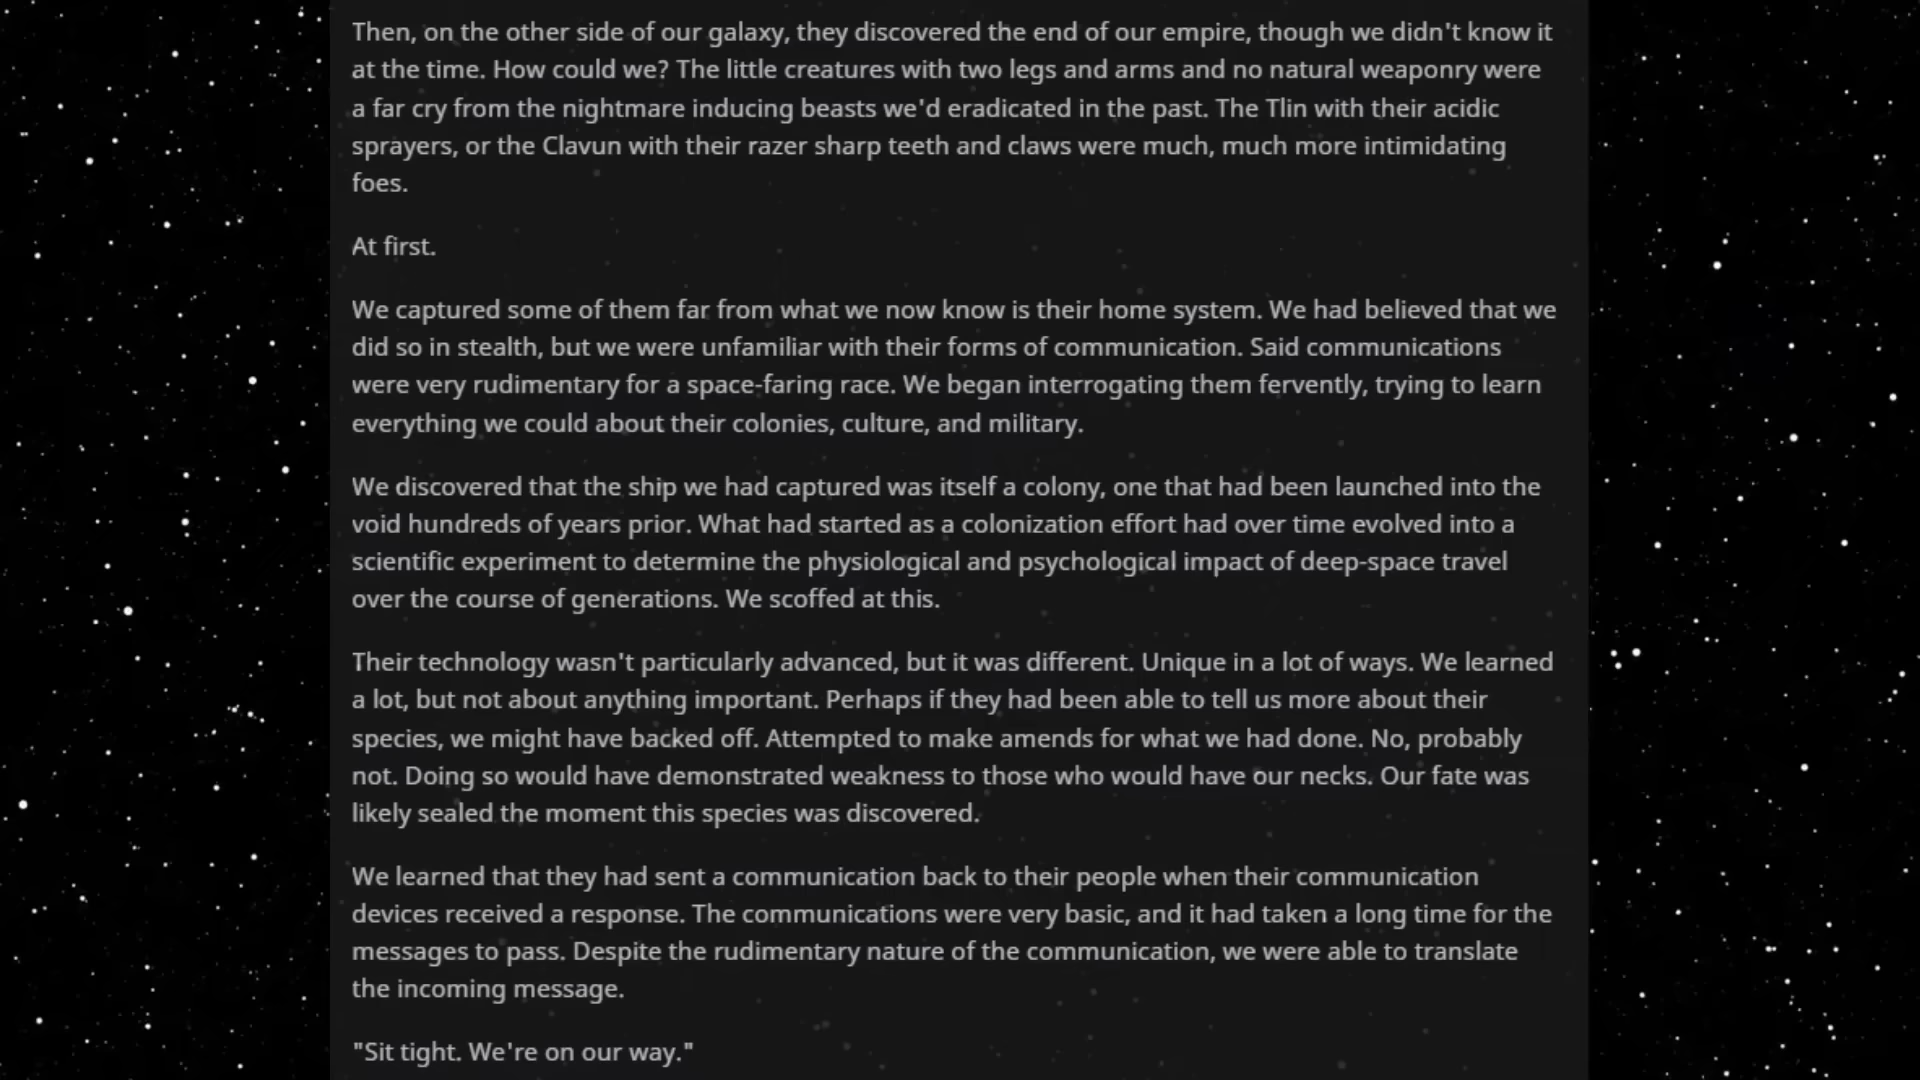 Then, on the other side of our galaxy, they discovered the end of our empire, though we didn't know it
at the time. How could we? The little creatures with two legs and arms and no natural weaponry were
a far cry from the nightmare inducing beasts we'd eradicated in the past. The Tlin with their acidic
sprayers, or the Clavun with their razer sharp teeth and claws were much, much more intimidating
foes.
At first.
We captured some of them far from what we now know is their home system. We had believed that we
did so in stealth, but we were unfamiliar with their forms of communication. Said communications
were very rudimentary for a space-faring race. We began interrogating them fervently, trying to learn
everything we could about their colonies, culture, and military.
We discovered that the ship we had captured was itself a colony, one that had been launched into the
void hundreds of years prior. What had started as a colonization effort had over time evolved into a
scientific experiment to determine the physiological and psychological impact of deep-space travel
over the course of generations. We scoffed at this.
Their technology wasn't particularly advanced, but it was different. Unique in a lot of ways. We learned
a lot, but not about anything important. Perhaps if they had been able to tell us more about their
species, we might have backed off. Attempted to make amends for what we had done. No, probably
not. Doing so would have demonstrated weakness to those who would have our necks. Our fate was
likely sealed the moment this species was discovered.
We learned that they had sent a communication back to their people when their communication
devices received a response. The communications were very basic, and it had taken a long time for the
messages to pass. Despite the rudimentary nature of the communication, we were able to translate
the incoming message.
"Sit tight. We're on our way."